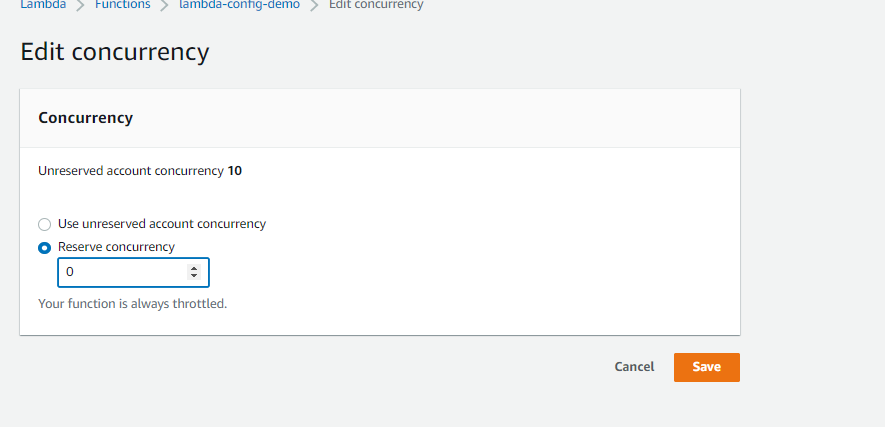 Lambda > Functions > lambda-config-demo > Edit concurrency
Edit concurrency
Concurrency
Unreserved account concurrency 10
Use unreserved account concurrency
Reserve concurrency
0
Your function is always throttled.
Cancel Save